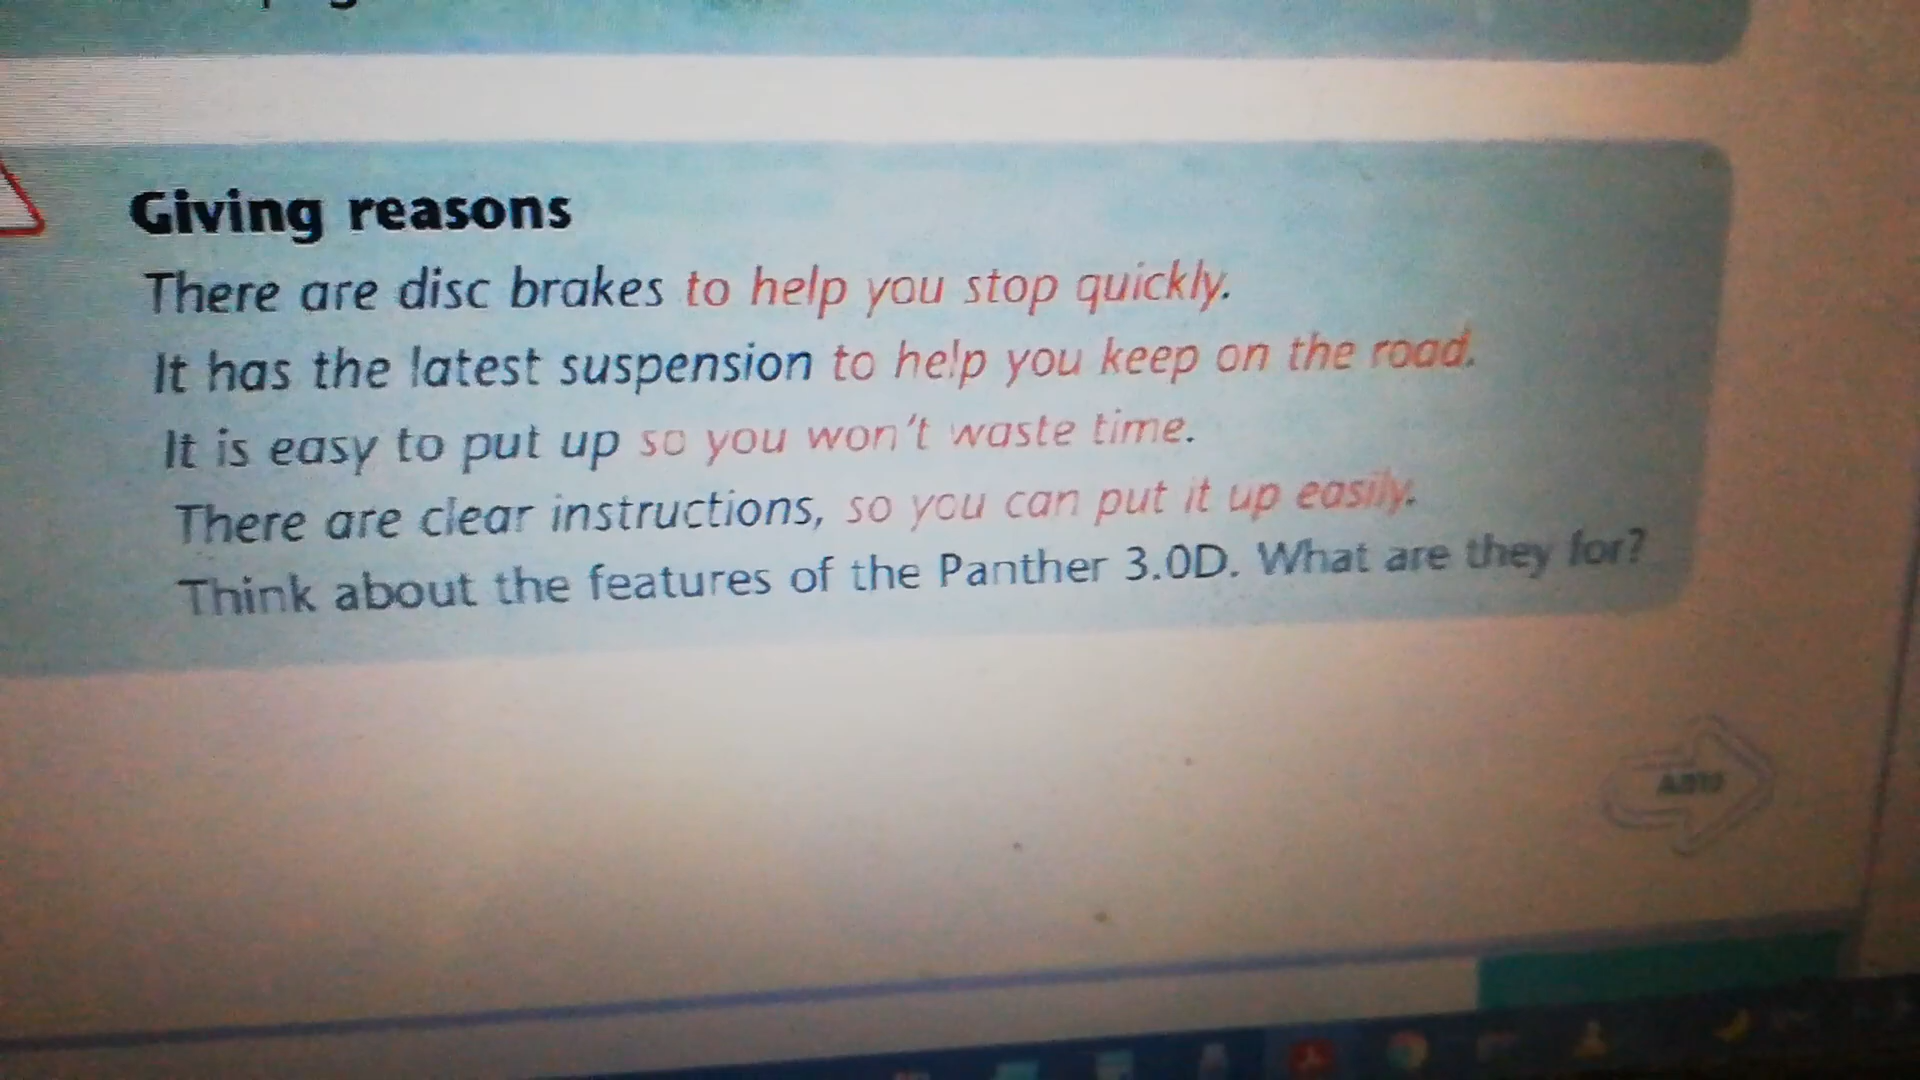 Giving reasons
There are disc brakes to help you stop quickly.
It has the latest suspension to help you keep on the road.
It is easy to put up so you won't waste time.
There are clear instructions, so you can put it up easily.
Think about the features of the Panther 3.0D. What are they for?